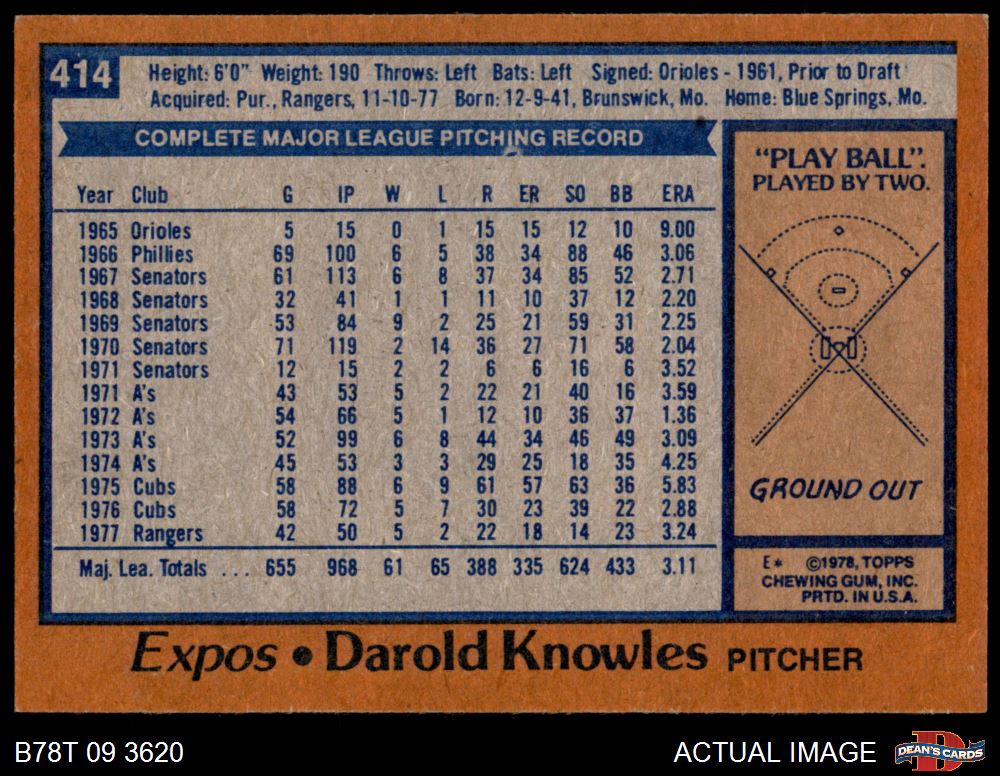 414
Height: 6'0" Weight: 190 Throws: Left Bats: Left Signed: Orioles - 1961, Prior to Draft
Acquired: Pur., Rangers, 11-10-77 Born: 12-9-41, Brunswick, Mo. Home: Blue Springs, Mo.
COMPLETE MAJOR LEAGUE PITCHING RECORD
Year Club G IP W L R ER SO BB ERA
1965 Orioles 5 15 0 1 15 15 12 10 9.00
1966 Phillies 69 100 6 5 38 34 88 46 3.06
1967 Senators 61 113 6 8 37 34 85 52 2.71
1968 Senators 32 41 1 1 11 10 37 12 2.20
1969 Senators 53 84 9 2 25 21 59 31 2.25
1970 Senators 71 119 2 14 36 27 71 58 2.04
1971 Senators 12 15 2 2 6 6 16 6 3.52
1971 A's 43 53 5 2 22 21 40 16 3.59
1972 A's 54 66 5 1 12 10 36 37 1.36
1973 A's 52 99 6 8 44 34 46 49 3.09
1974 A's 45 53 3 3 29 25 18 35 4.25
1975 Cubs 58 88 6 9 61 57 63 36 5.83
1976 Cubs 58 72 5 7 30 23 39 22 2.88
1977 Rangers 42 50 5 2 22 18 14 23 3.24
Maj. Lea. Totals ... 655 968 61 65 388 335 624 433 3.11
"PLAY BALL".
PLAYED BY TWO.
GROUND OUT
E* ©1978, TOPPS
CHEWING GUM, INC.
PRTD. IN U.S.A.
Expos • Darold Knowles PITCHER
B78T 09 3620
ACTUAL IMAGE
D
DEAN'S CARDS